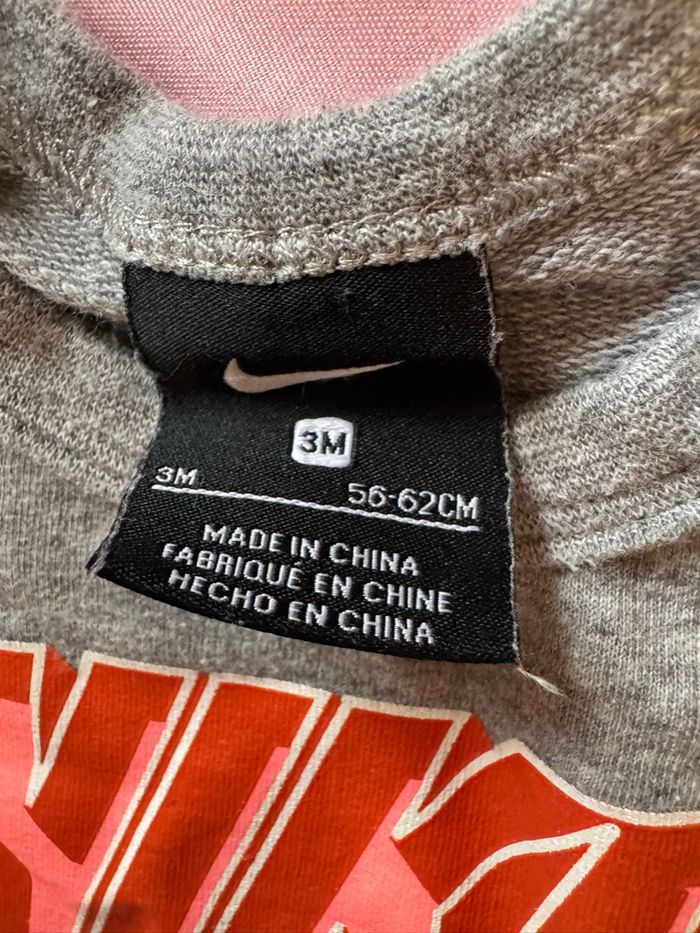 3M
3M 56-62CM
MADE IN CHINA
FABRIQUÉ EN CHINE
HECHO EN CHINA